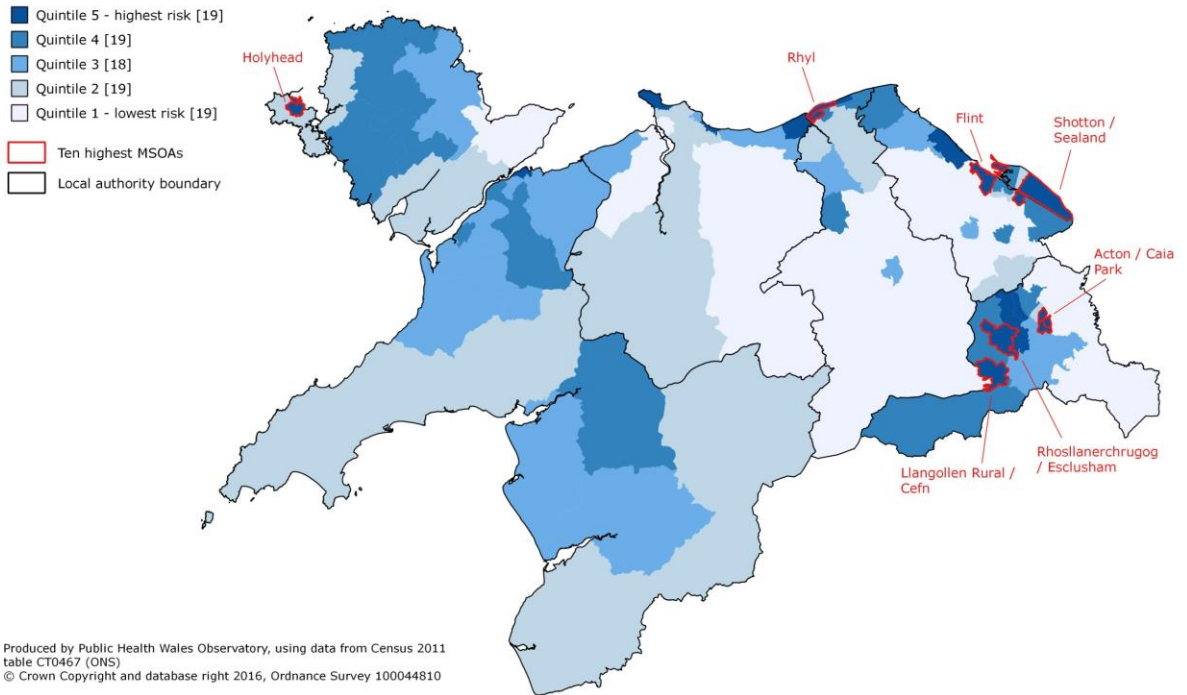 Quintile 5 - highest risk [19]
Quintile 4 [19]
Quintile 3 [18]
Quintile 2 [19]
Quintile 1 - lowest risk [19]
Ten highest MSOAs
Local authority boundary
Holyhead
Rhyl
Flint
Shotton /
Sealand
Acton / Caia
Park
Rhosllanerchrugog
/ Esclusham
Llangollen Rural /
Cefn
Produced by Public Health Wales Observatory, using data from Census 2011
table CT0467 (ONS)
© Crown Copyright and database right 2016, Ordnance Survey 100044810